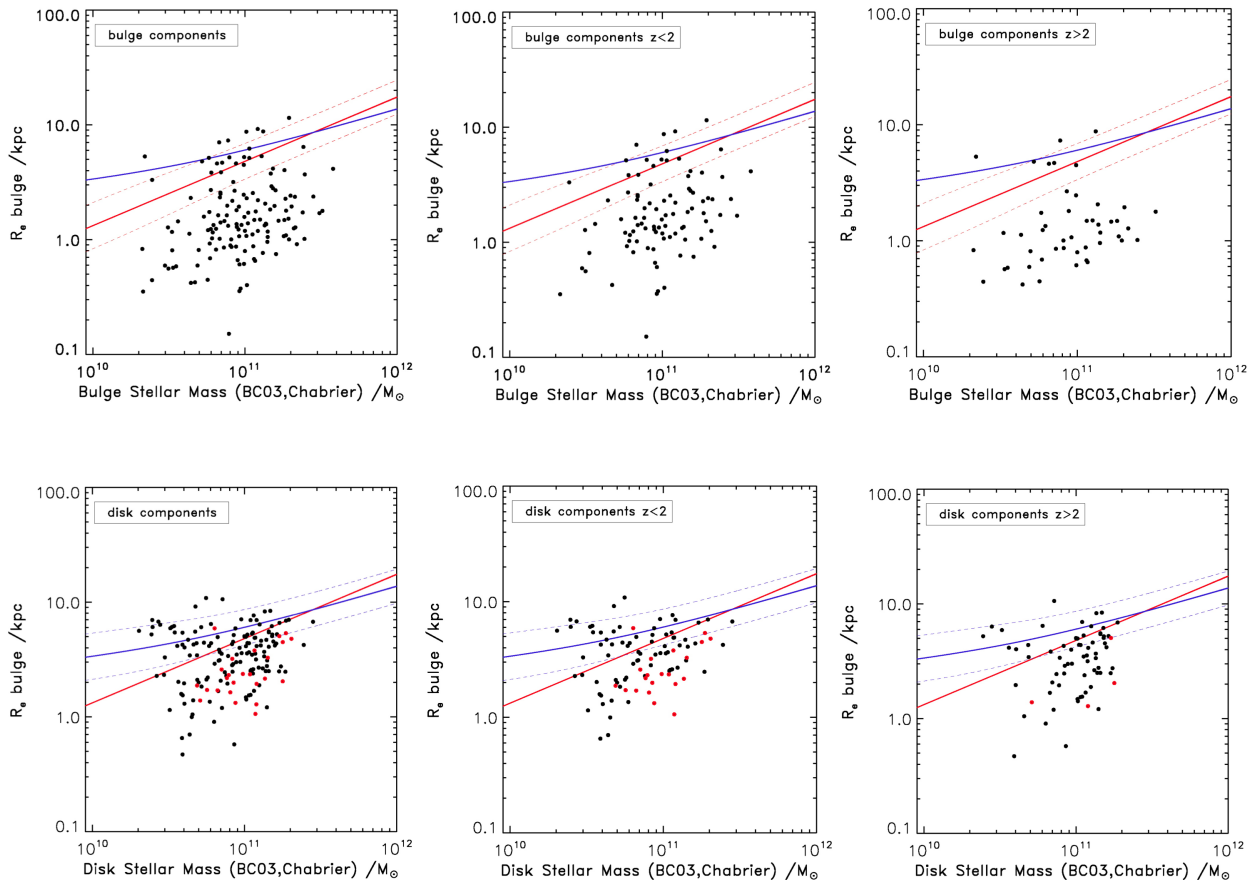 100.0
10.0
1.0
0.1
R_e bulge /kpc
bulge components
10^10
10^11
10^12
Bulge Stellar Mass (BC03,Chabrier) /M_⊙
100.0
10.0
1.0
0.1
R_e bulge /kpc
bulge components z<2
10^10
10^11
10^12
Bulge Stellar Mass (BC03,Chabrier) /M_⊙
100.0
10.0
1.0
0.1
R_e bulge /kpc
bulge components z>2
10^10
10^11
10^12
Bulge Stellar Mass (BC03,Chabrier) /M_⊙
100.0
10.0
1.0
0.1
R_e bulge /kpc
disk components
10^10
10^11
10^12
Disk Stellar Mass (BC03,Chabrier) /M_⊙
100.0
10.0
1.0
0.1
R_e bulge /kpc
disk components z<2
10^10
10^11
10^12
Disk Stellar Mass (BC03,Chabrier) /M_⊙
100.0
10.0
1.0
0.1
R_e bulge /kpc
disk components z>2
10^10
10^11
10^12
Disk Stellar Mass (BC03,Chabrier) /M_⊙